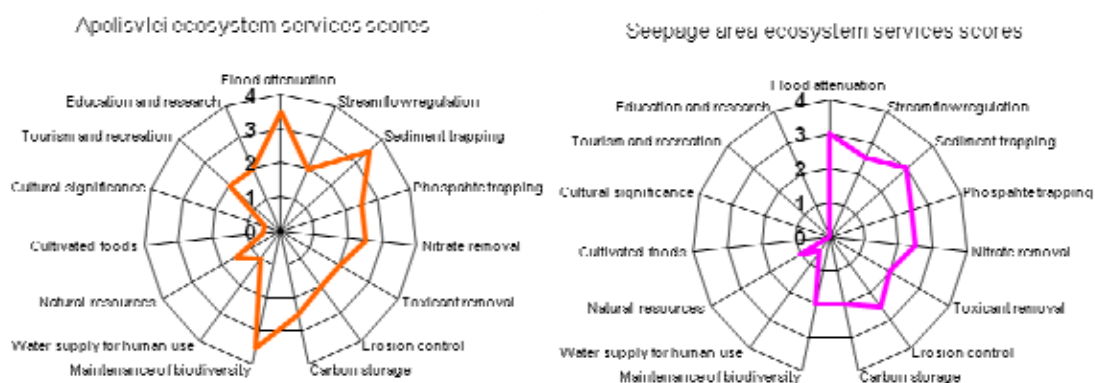 Apolisvlei ecosystem services scores
Flood attenuation
Streamflow regulation
Sediment trapping
Phospahte trapping
Nitrate removal
Toxicant removal
Erosion control
Carbon storage
Maintenance of biodiversity
Water supply for human use
Natural resources
Cultivated foods
Cultural significance
Tourism and recreation
Education and research
4
3
2
1
0
Seepage area ecosystem services scores
Flood attenuation
Streamflow regulation
Sediment trapping
Phospahte trapping
Nitrate removal
Toxicant removal
Erosion control
Carbon storage
Maintenance of biodiversity
Water supply for human use
Natural resources
Cultivated foods
Cultural significance
Tourism and recreation
Education and research
4
3
2
1
0